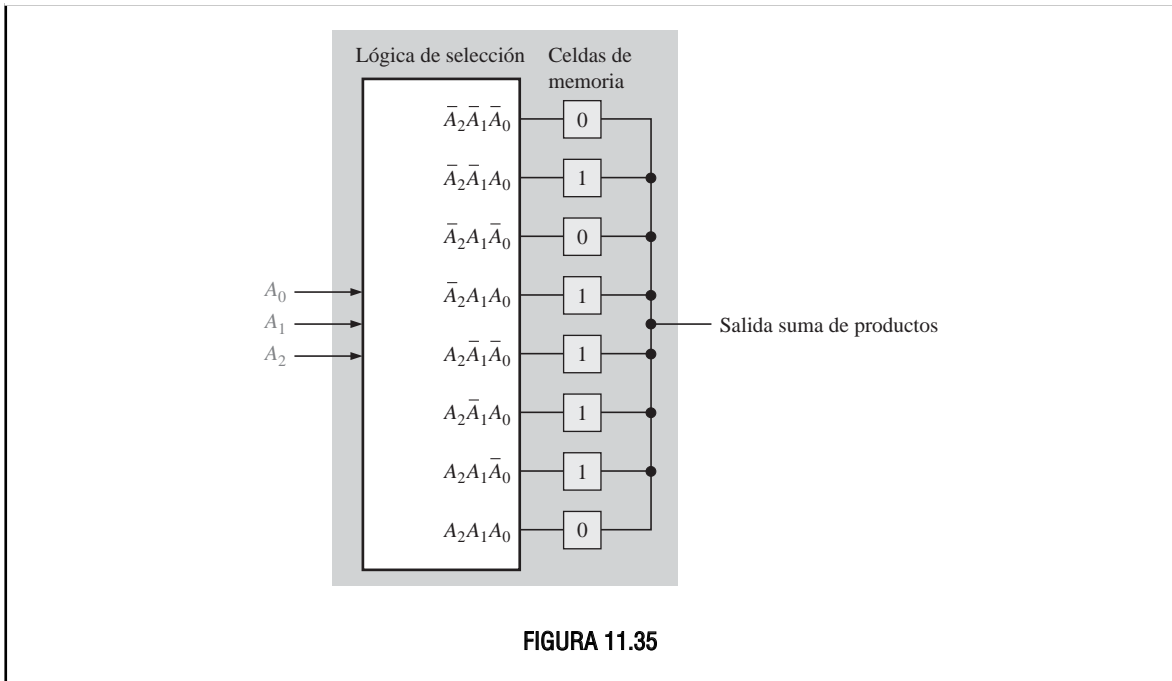 Lógica de selección
Celdas de
memoria
A̅₂A̅₁A̅₀ 0
A̅₂A̅₁A₀ 1
A̅₂A₁A̅₀ 0
A̅₂A₁A₀ 1
A₂A̅₁A̅₀ 1
A₂A̅₁A₀ 1
A₂A₁A̅₀ 1
A₂A₁A₀ 0
A₀
A₁
A₂
Salida suma de productos
FIGURA 11.35